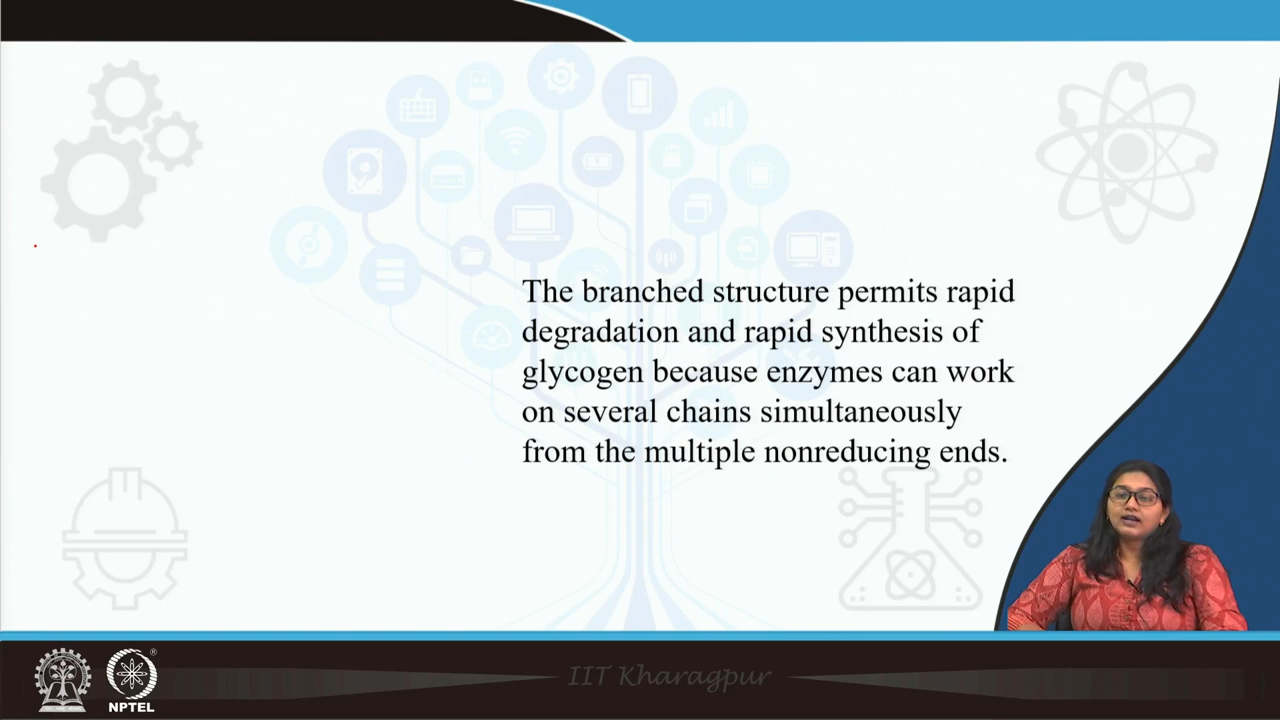 The branched structure permits rapid
degradation and rapid synthesis of
glycogen because enzymes can work
on several chains simultaneously
from the multiple nonreducing ends.
®
NPTEL
IIT Kharagpur